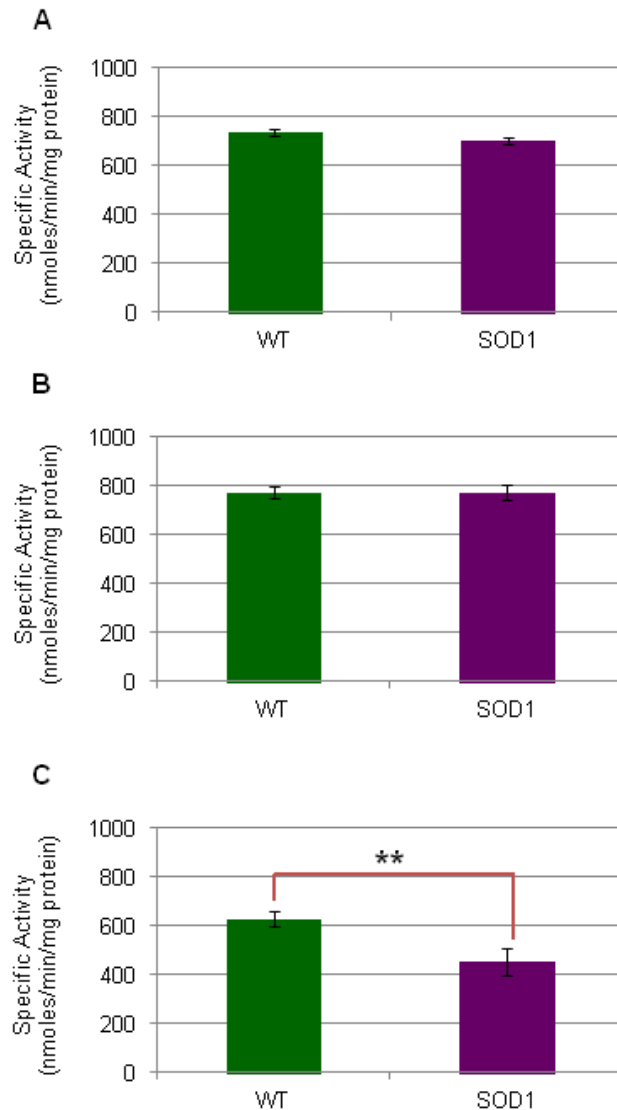 A
Specific Activity
(nmoles/min/mg protein)
1000
800
600
400
200
0
WT SOD1
B
Specific Activity
(nmoles/min/mg protein)
1000
800
600
400
200
0
WT SOD1
C
Specific Activity
(nmoles/min/mg protein)
1000
800
600
400
200
0
**
WT SOD1